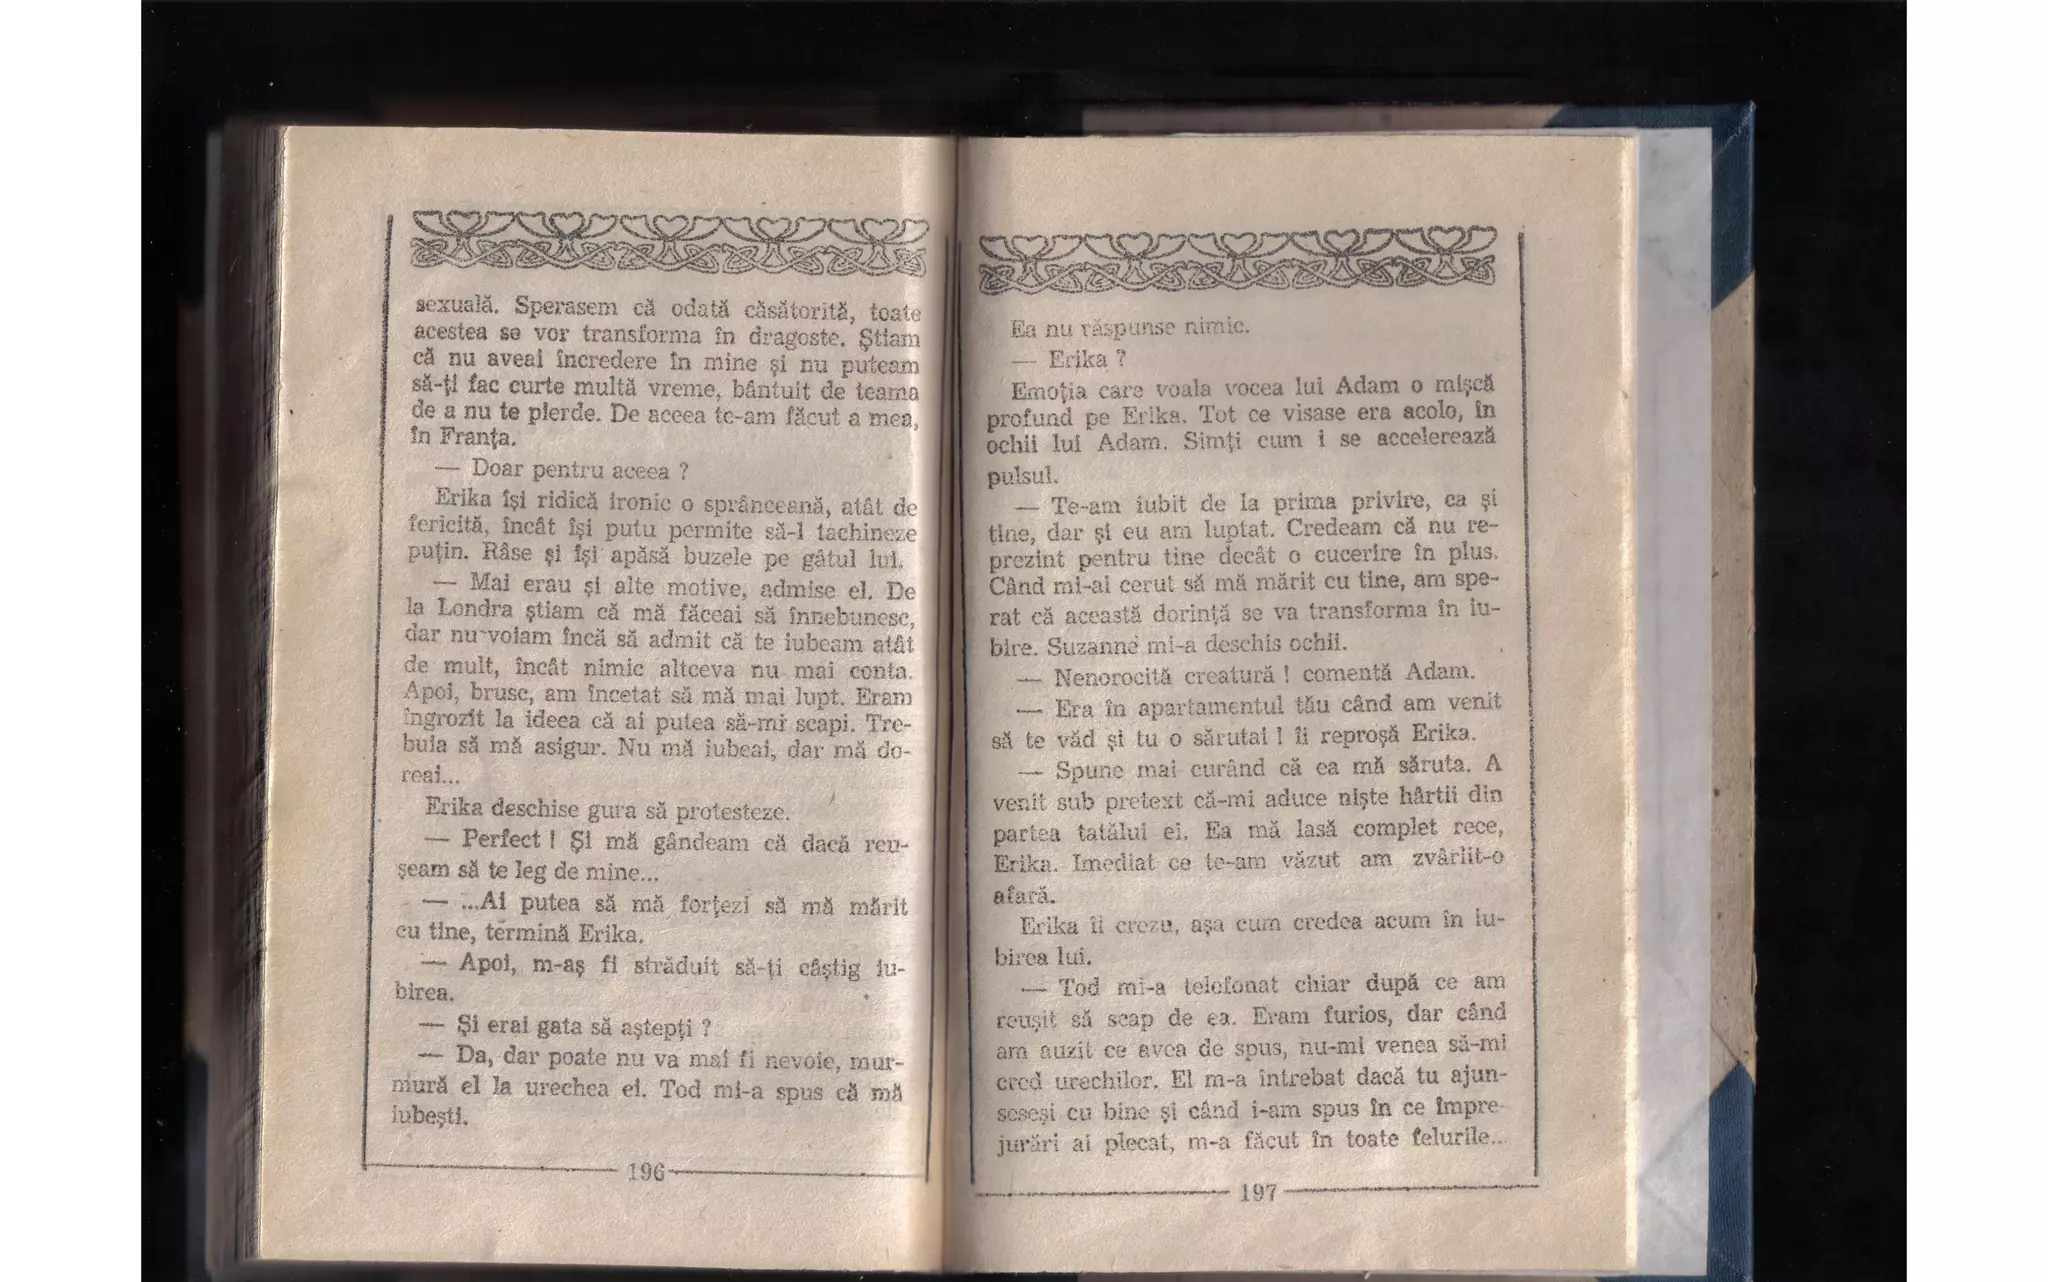 sexuală. Sperasem că odată căsătorită, toate
acestea se vor transforma în dragoste. Ştiam
că nu aveai încredere în mine şi nu puteam
să-ţi fac curte multă vreme, bântuit de teama
de a nu te pierde. De aceea te-am făcut a mea,
în Franţa.
— Doar pentru aceea ?
Erika îşi ridică ironic o sprânceană, atât de
fericită, încât îşi putu permite să-l tachineze
puţin. Râse şi îşi apăsă buzele pe gâtul lui.
— Mai erau şi alte motive, admise el. De
la Londra ştiam că mă făceai să înnebunesc,
dar nu voiam încă să admit că te iubeam atât
de mult, încât nimic altceva nu mai conta.
Apoi, brusc, am încetat să mă mai lupt. Eram
îngrozit la ideea că ai putea să-mi scapi. Tre-
buia să mă asigur. Nu mă iubeai, dar mă do-
reai...
Erika deschise gura să protesteze.
— Perfect ! Şi mă gândeam că dacă reu-
şeam să te leg de mine...
— ...Ai putea să mă forţezi să mă mărit
cu tine, termină Erika.
— Apoi, m-aş fi străduit să-ţi câştig iu-
birea.
— Şi erai gata să aştepţi ?
— Da, dar poate nu va mai fi nevoie, mur-
mură el la urechea ei. Tod mi-a spus că mă
iubeşti.
196
Ea nu răspunse nimic.
— Erika ?
Emoţia care voala vocea lui Adam o mişcă
profund pe Erika. Tot ce visase era acolo, în
ochii lui Adam. Simţi cum i se accelerează
pulsul.
— Te-am iubit de la prima privire, ca şi
tine, dar şi eu am luptat. Credeam că nu re-
prezint pentru tine decât o cucerire în plus.
Când mi-ai cerut să mă mărit cu tine, am spe-
rat că această dorinţă se va transforma în iu-
bire. Suzanne mi-a deschis ochii.
— Nenorocită creatură ! comentă Adam.
— Era în apartamentul tău când am venit
să te văd şi tu o sărutai ! îi reproşă Erika.
— Spune mai curând că ea mă săruta. A
venit sub pretext că-mi aduce nişte hârtii din
partea tatălui ei. Ea mă lasă complet rece,
Erika. Imediat ce te-am văzut am zvârlit-o
afară.
Erika îl crezu, aşa cum credea acum în iu-
birea lui.
— Tod mi-a telefonat chiar după ce am
reuşit să scap de ea. Eram furios, dar când
am auzit ce avea de spus, nu-mi venea să-mi
cred urechilor. El m-a întrebat dacă tu ajun-
seseşi cu bine şi când i-am spus în ce împre-
jurări ai plecat, m-a făcut în toate felurile...
197